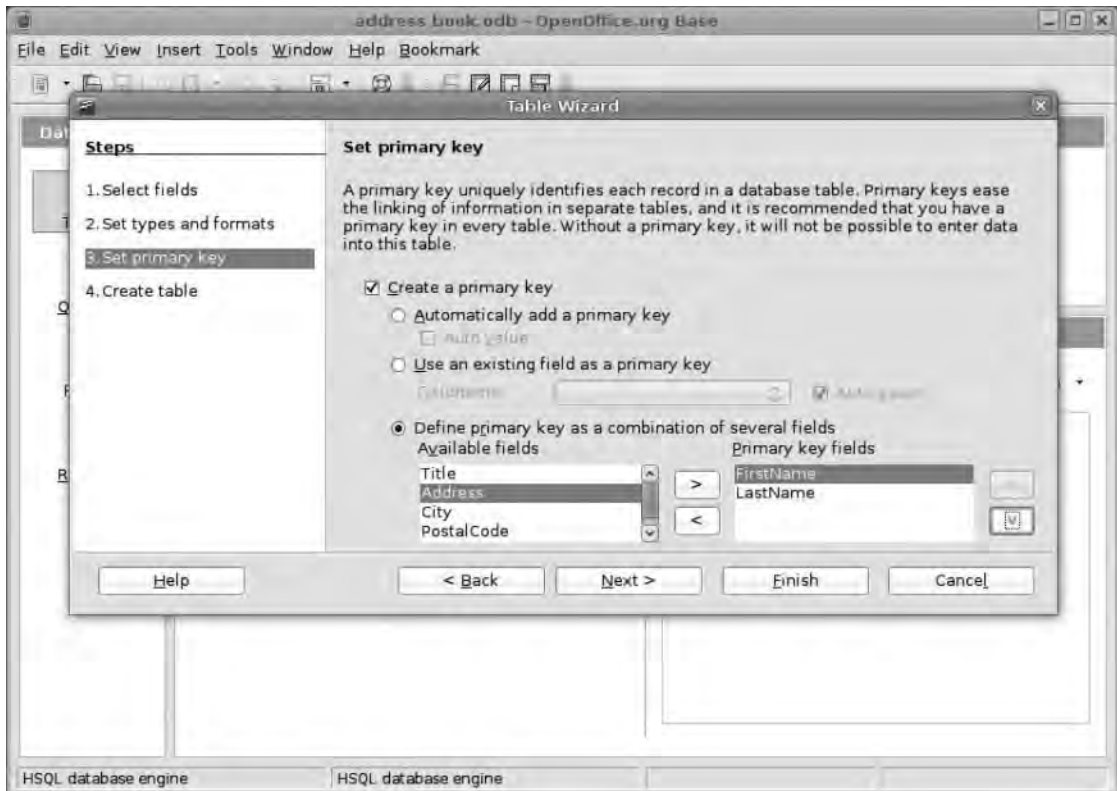 address book.odb - OpenOffice.org Base
File Edit View Insert Tools Window Help Bookmark
Table Wizard
Steps
1. Select fields
2. Set types and formats
3. Set primary key
4. Create table
Set primary key
A primary key uniquely identifies each record in a database table. Primary keys ease
the linking of information in separate tables, and it is recommended that you have a
primary key in every table. Without a primary key, it will not be possible to enter data
into this table.
Create a primary key
Automatically add a primary key
Auto value
Use an existing field as a primary key
Fieldname
Define primary key as a combination of several fields
Available fields
Title
Address
City
PostalCode
>
<
Primary key fields
FirstName
LastName
Help
< Back
Next >
Finish
Cancel
HSQL database engine
HSQL database engine